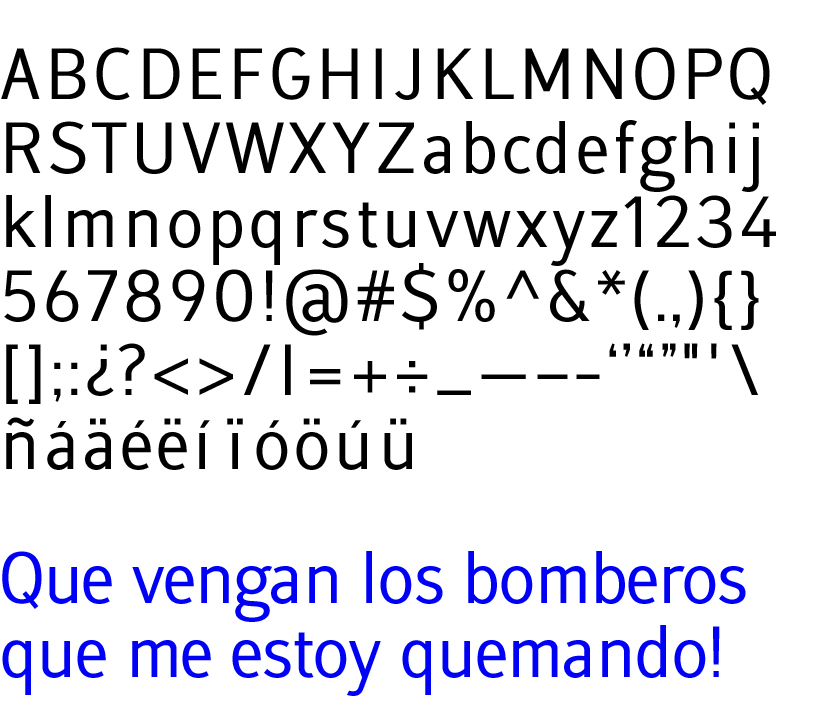 ABCDEFGHIJKLMNOPQ
RSTUVWXYZabcdefghij
klmnopqrstuvwxyz1234
567890!@#$%^&*(.,){}
[];:¿?<>/|=+÷_—–-‘’“”"'\
ñáäéëíïóöúü
Que vengan los bomberos
que me estoy quemando!